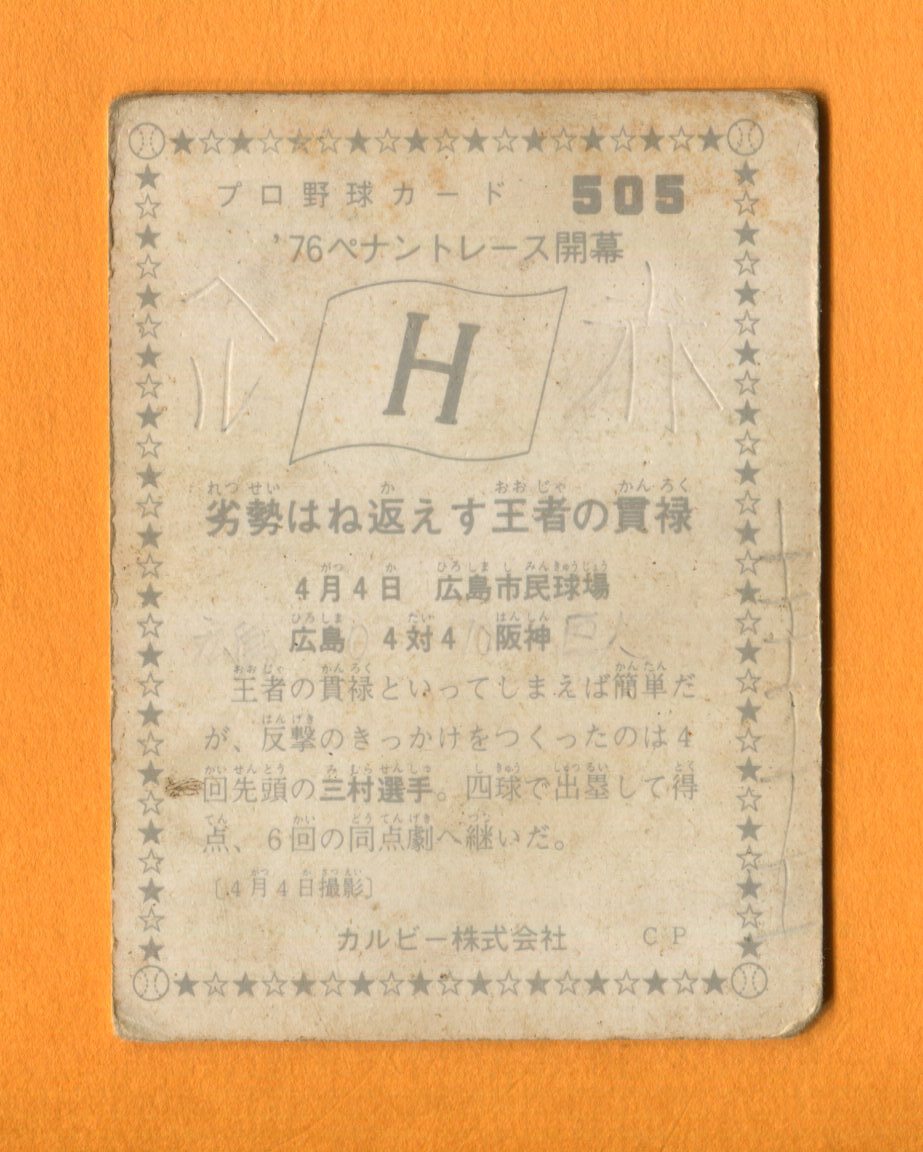 プロ野球カード 505
'76ペナントレース開幕
H
劣勢はね返えす王者の貫禄
4月4日 広島市民球場
広島 4対4 阪神
王者の貫禄といってしまえば簡単だ
が、反撃のきっかけをつくったのは4
回先頭の三村選手。四球で出塁して得
点、6回の同点劇へ継いだ。
〔4月4日撮影〕
カルビー株式会社 CP